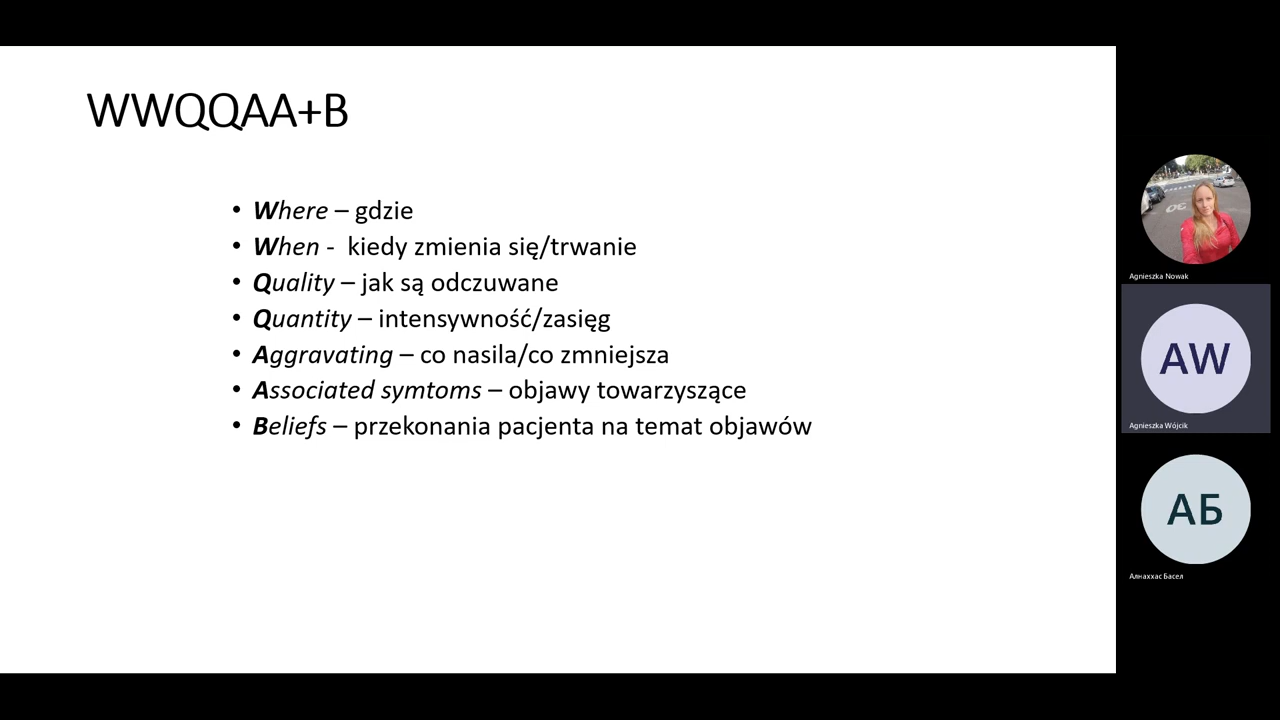 WWQQAA+B
• Where – gdzie
• When - kiedy zmienia się/trwanie
• Quality – jak są odczuwane
• Quantity – intensywność/zasięg
• Aggravating – co nasila/co zmniejsza
• Associated symtoms – objawy towarzyszące
• Beliefs – przekonania pacjenta na temat objawów
Agnieszka Nowak
AW
Agnieszka Wójcik
АБ
Алнаххас Басел